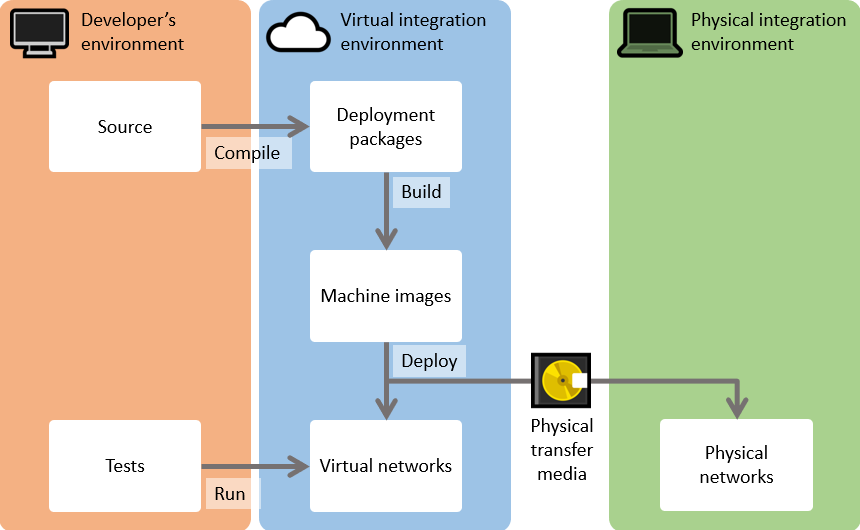 Developer’s
environment
Virtual integration
environment
Physical integration
environment
Source
Compile
Deployment
packages
Build
Machine images
Deploy
Physical
transfer
media
Tests
Run
Virtual networks
Physical
networks